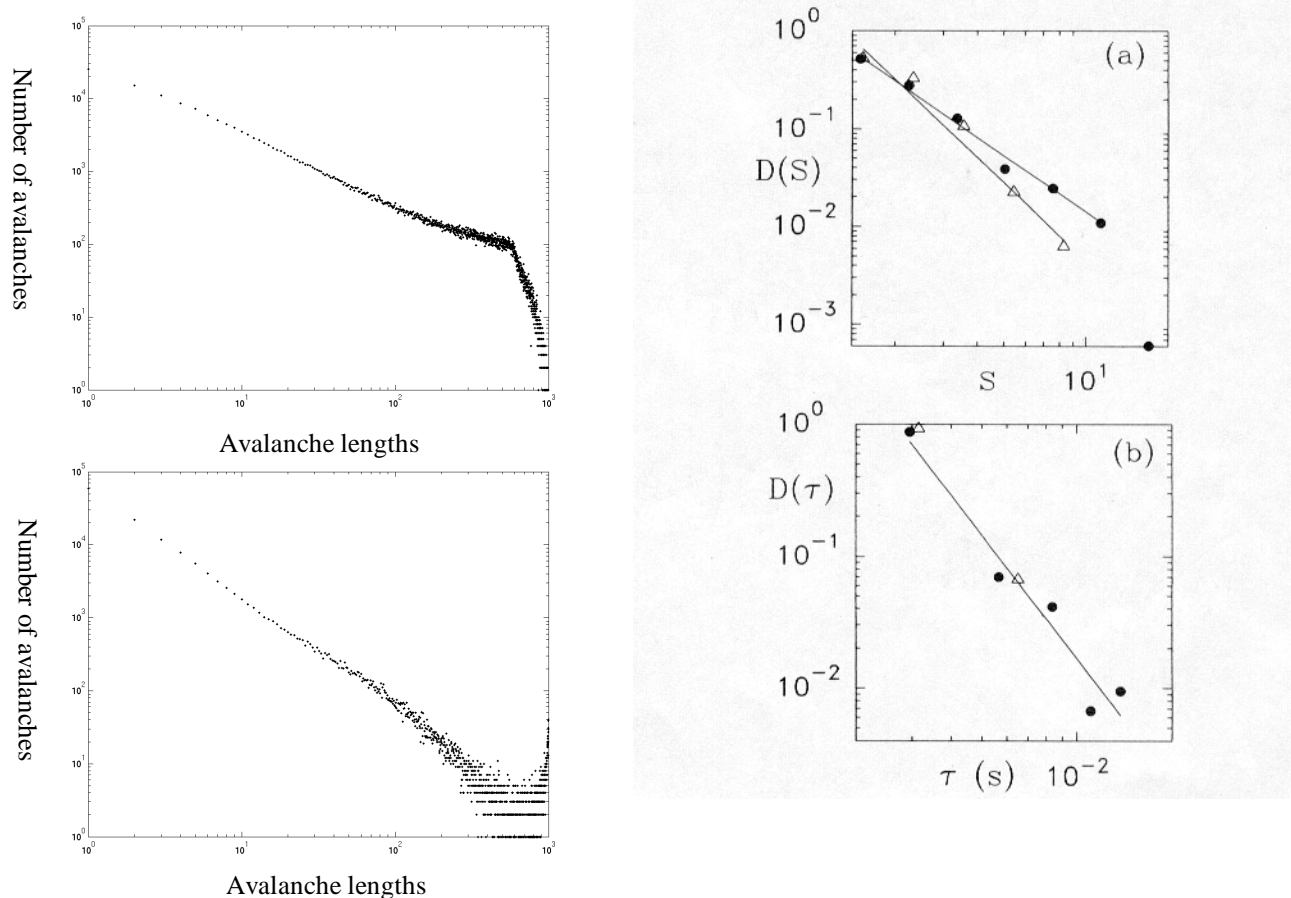 Number of avalanches
10^5
10^4
10^3
10^2
10^1
10^0
10^0 10^1 10^2 10^3
Avalanche lengths
Number of avalanches
10^5
10^4
10^3
10^2
10^1
10^0
10^0 10^1 10^2 10^3
Avalanche lengths
(a)
10^0
10^-1
D(S)
10^-2
10^-3
S 10^1
(b)
10^0
D(τ)
10^-1
10^-2
τ (s) 10^-2